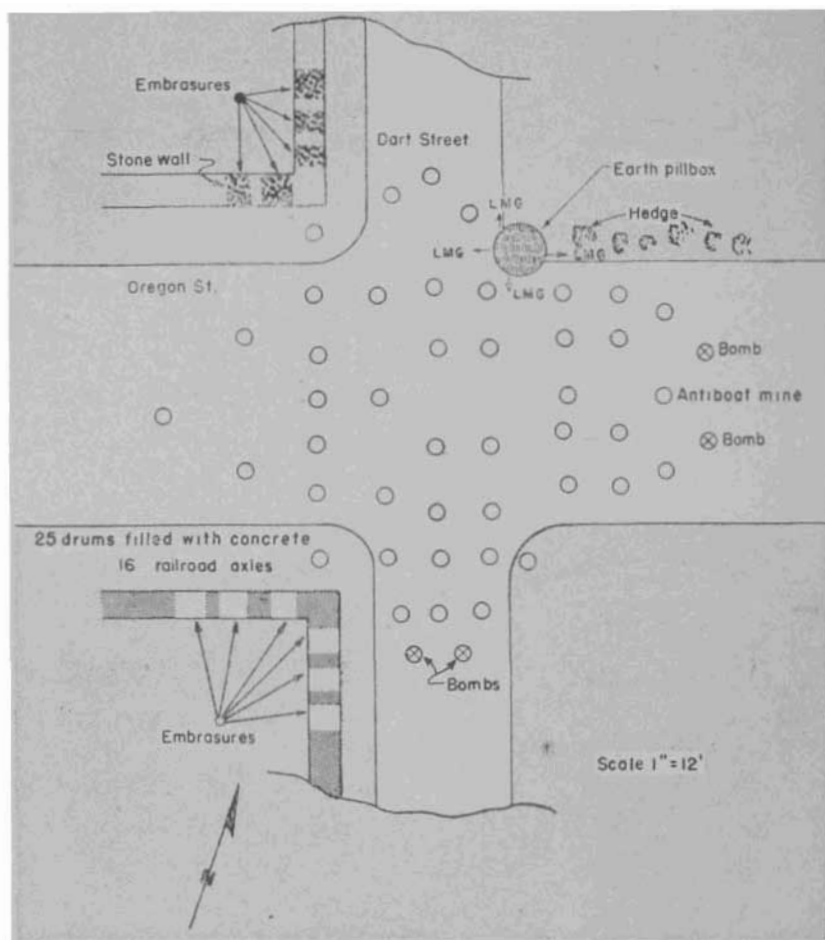 Embrasures
Stone wall
Dart Street
Earth pillbox
LMG
Hedge
LMG
LMG
LMG
Oregon St.
Bomb
Antiboat mine
Bomb
25 drums filled with concrete
16 railroad axles
Bombs
Embrasures
Scale 1"=12'
N